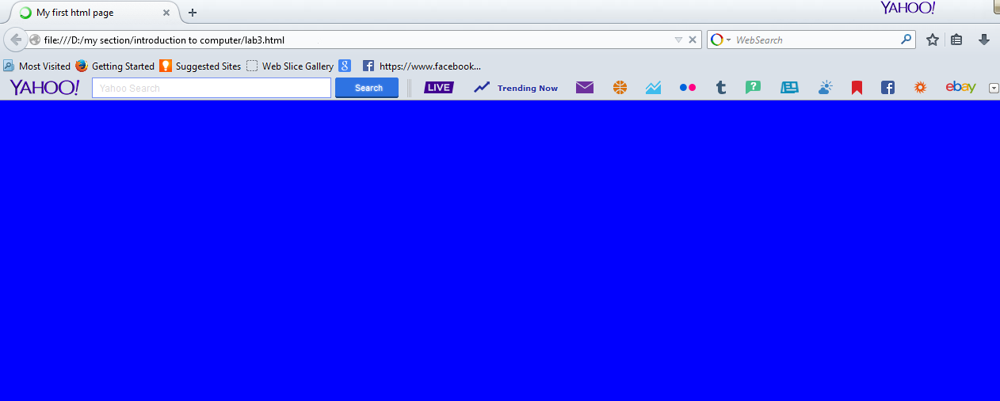 My first html page
YAHOO!
file:///D:/my section/introduction to computer/lab3.html
WebSearch
Most Visited Getting Started Suggested Sites Web Slice Gallery g https://www.facebook...
YAHOO! Yahoo Search Search LIVE Trending Now t ? f ebay